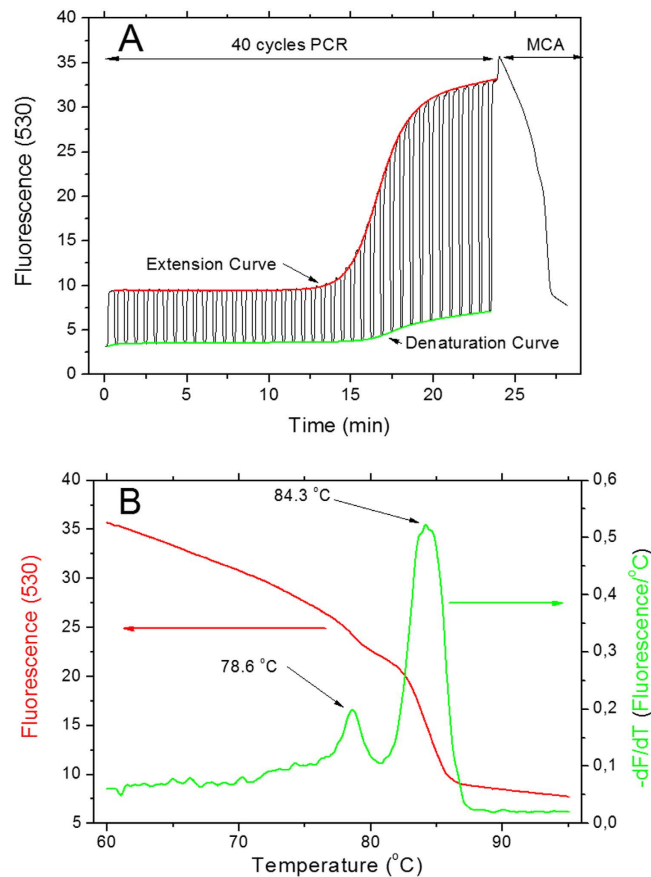 A
40 cycles PCR
MCA
40
35
30
25
20
15
10
5
0
Fluorescence (530)
Extension Curve
Denaturation Curve
0 5 10 15 20 25
Time (min)
B
84.3 °C
78.6 °C
40
35
30
25
20
15
10
5
Fluorescence (530)
0,6
0,5
0,4
0,3
0,2
0,1
0,0
-dF/dT (Fluorescence/°C)
60 70 80 90
Temperature (°C)